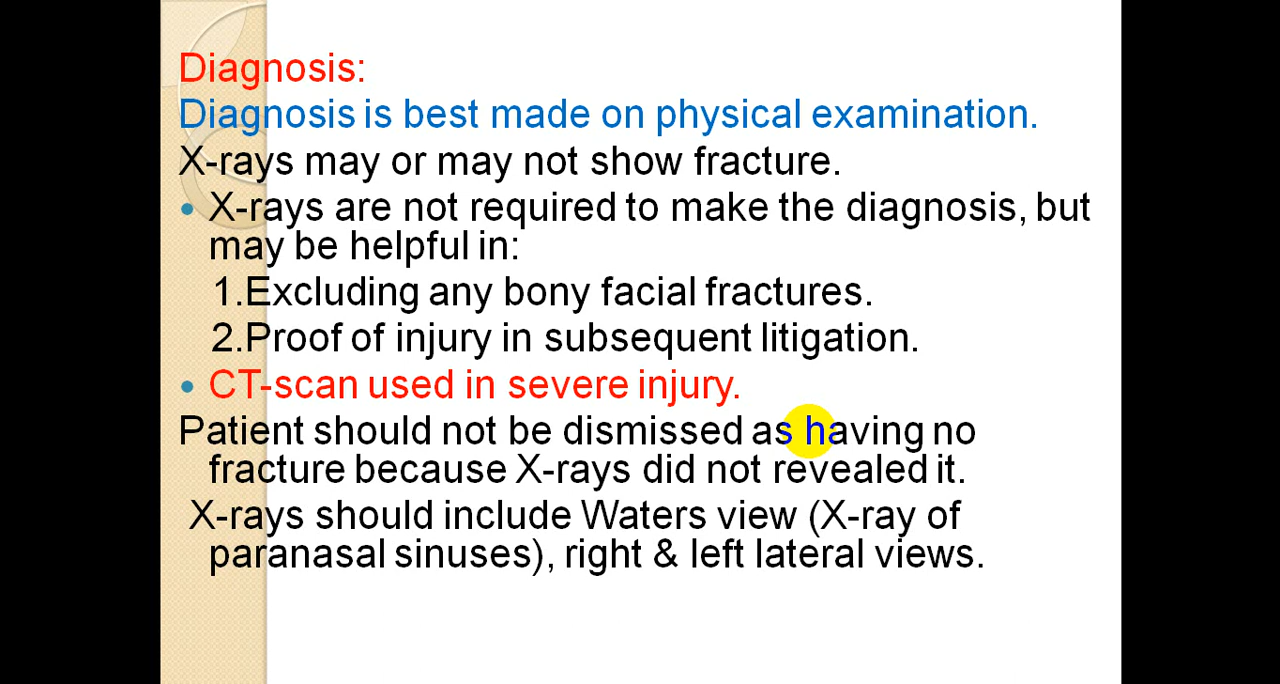 Diagnosis:
Diagnosis is best made on physical examination.
X-rays may or may not show fracture.
• X-rays are not required to make the diagnosis, but
may be helpful in:
1.Excluding any bony facial fractures.
2.Proof of injury in subsequent litigation.
• CT-scan used in severe injury.
Patient should not be dismissed as having no
fracture because X-rays did not revealed it.
X-rays should include Waters view (X-ray of
paranasal sinuses), right & left lateral views.